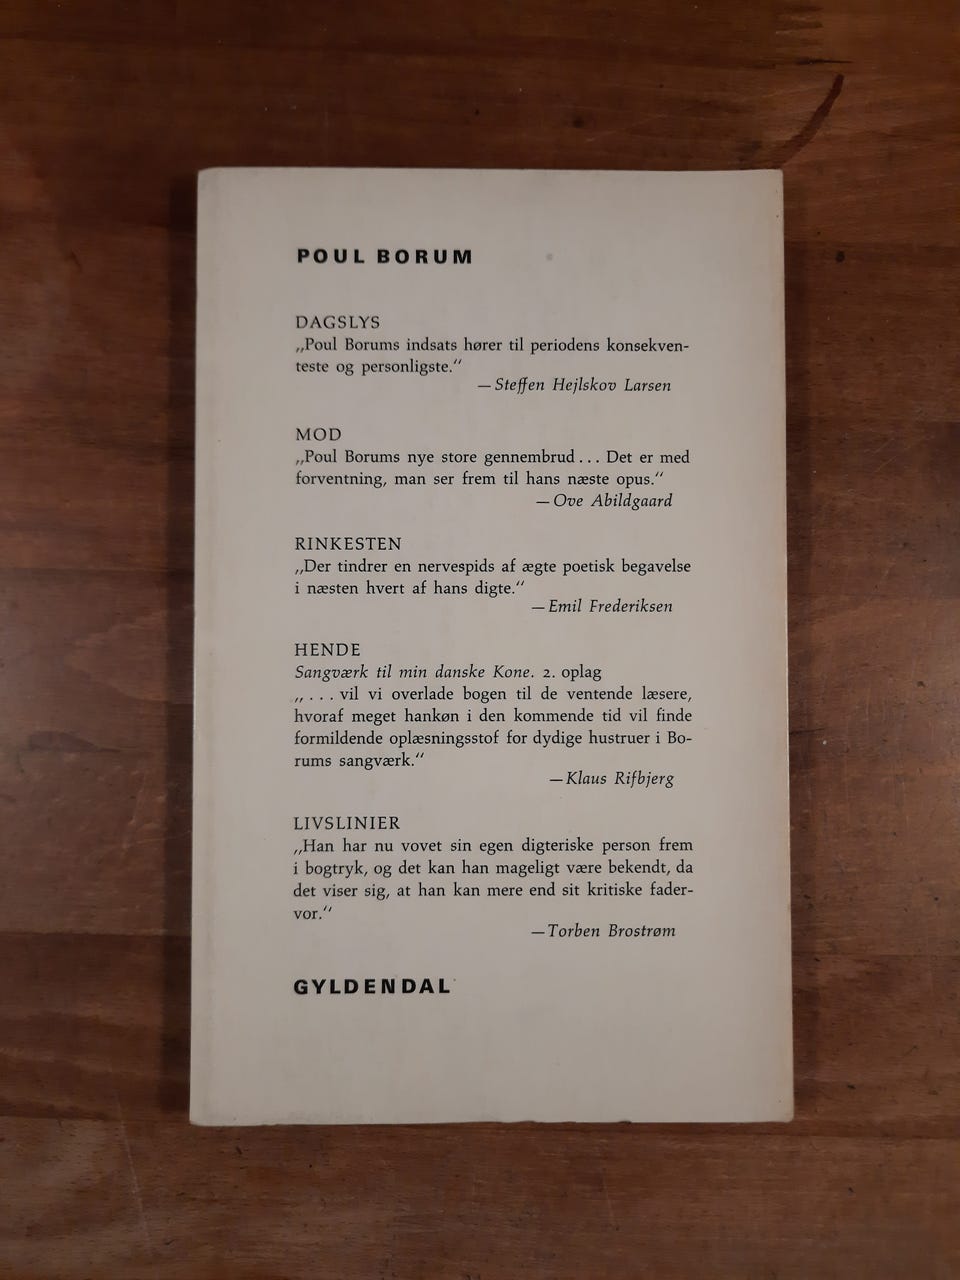 POUL BORUM
DAGSLYS
„Poul Borums indsats hører til periodens konsekven-
teste og personligste.‟
— Steffen Hejlskov Larsen
MOD
„Poul Borums nye store gennembrud . . . Det er med
forventning, man ser frem til hans næste opus.‟
— Ove Abildgaard
RINKESTEN
„Der tindrer en nervespids af ægte poetisk begavelse
i næsten hvert af hans digte.‟
— Emil Frederiksen
HENDE
Sangværk til min danske Kone. 2. oplag
„ . . . vil vi overlade bogen til de ventende læsere,
hvoraf meget hankøn i den kommende tid vil finde
formildende oplæsningsstof for dydige hustruer i Bo-
rums sangværk.‟
— Klaus Rifbjerg
LIVSLINIER
„Han har nu vovet sin egen digteriske person frem
i bogtryk, og det kan han mageligt være bekendt, da
det viser sig, at han kan mere end sit kritiske fader-
vor.‟
— Torben Brostrøm
GYLDENDAL